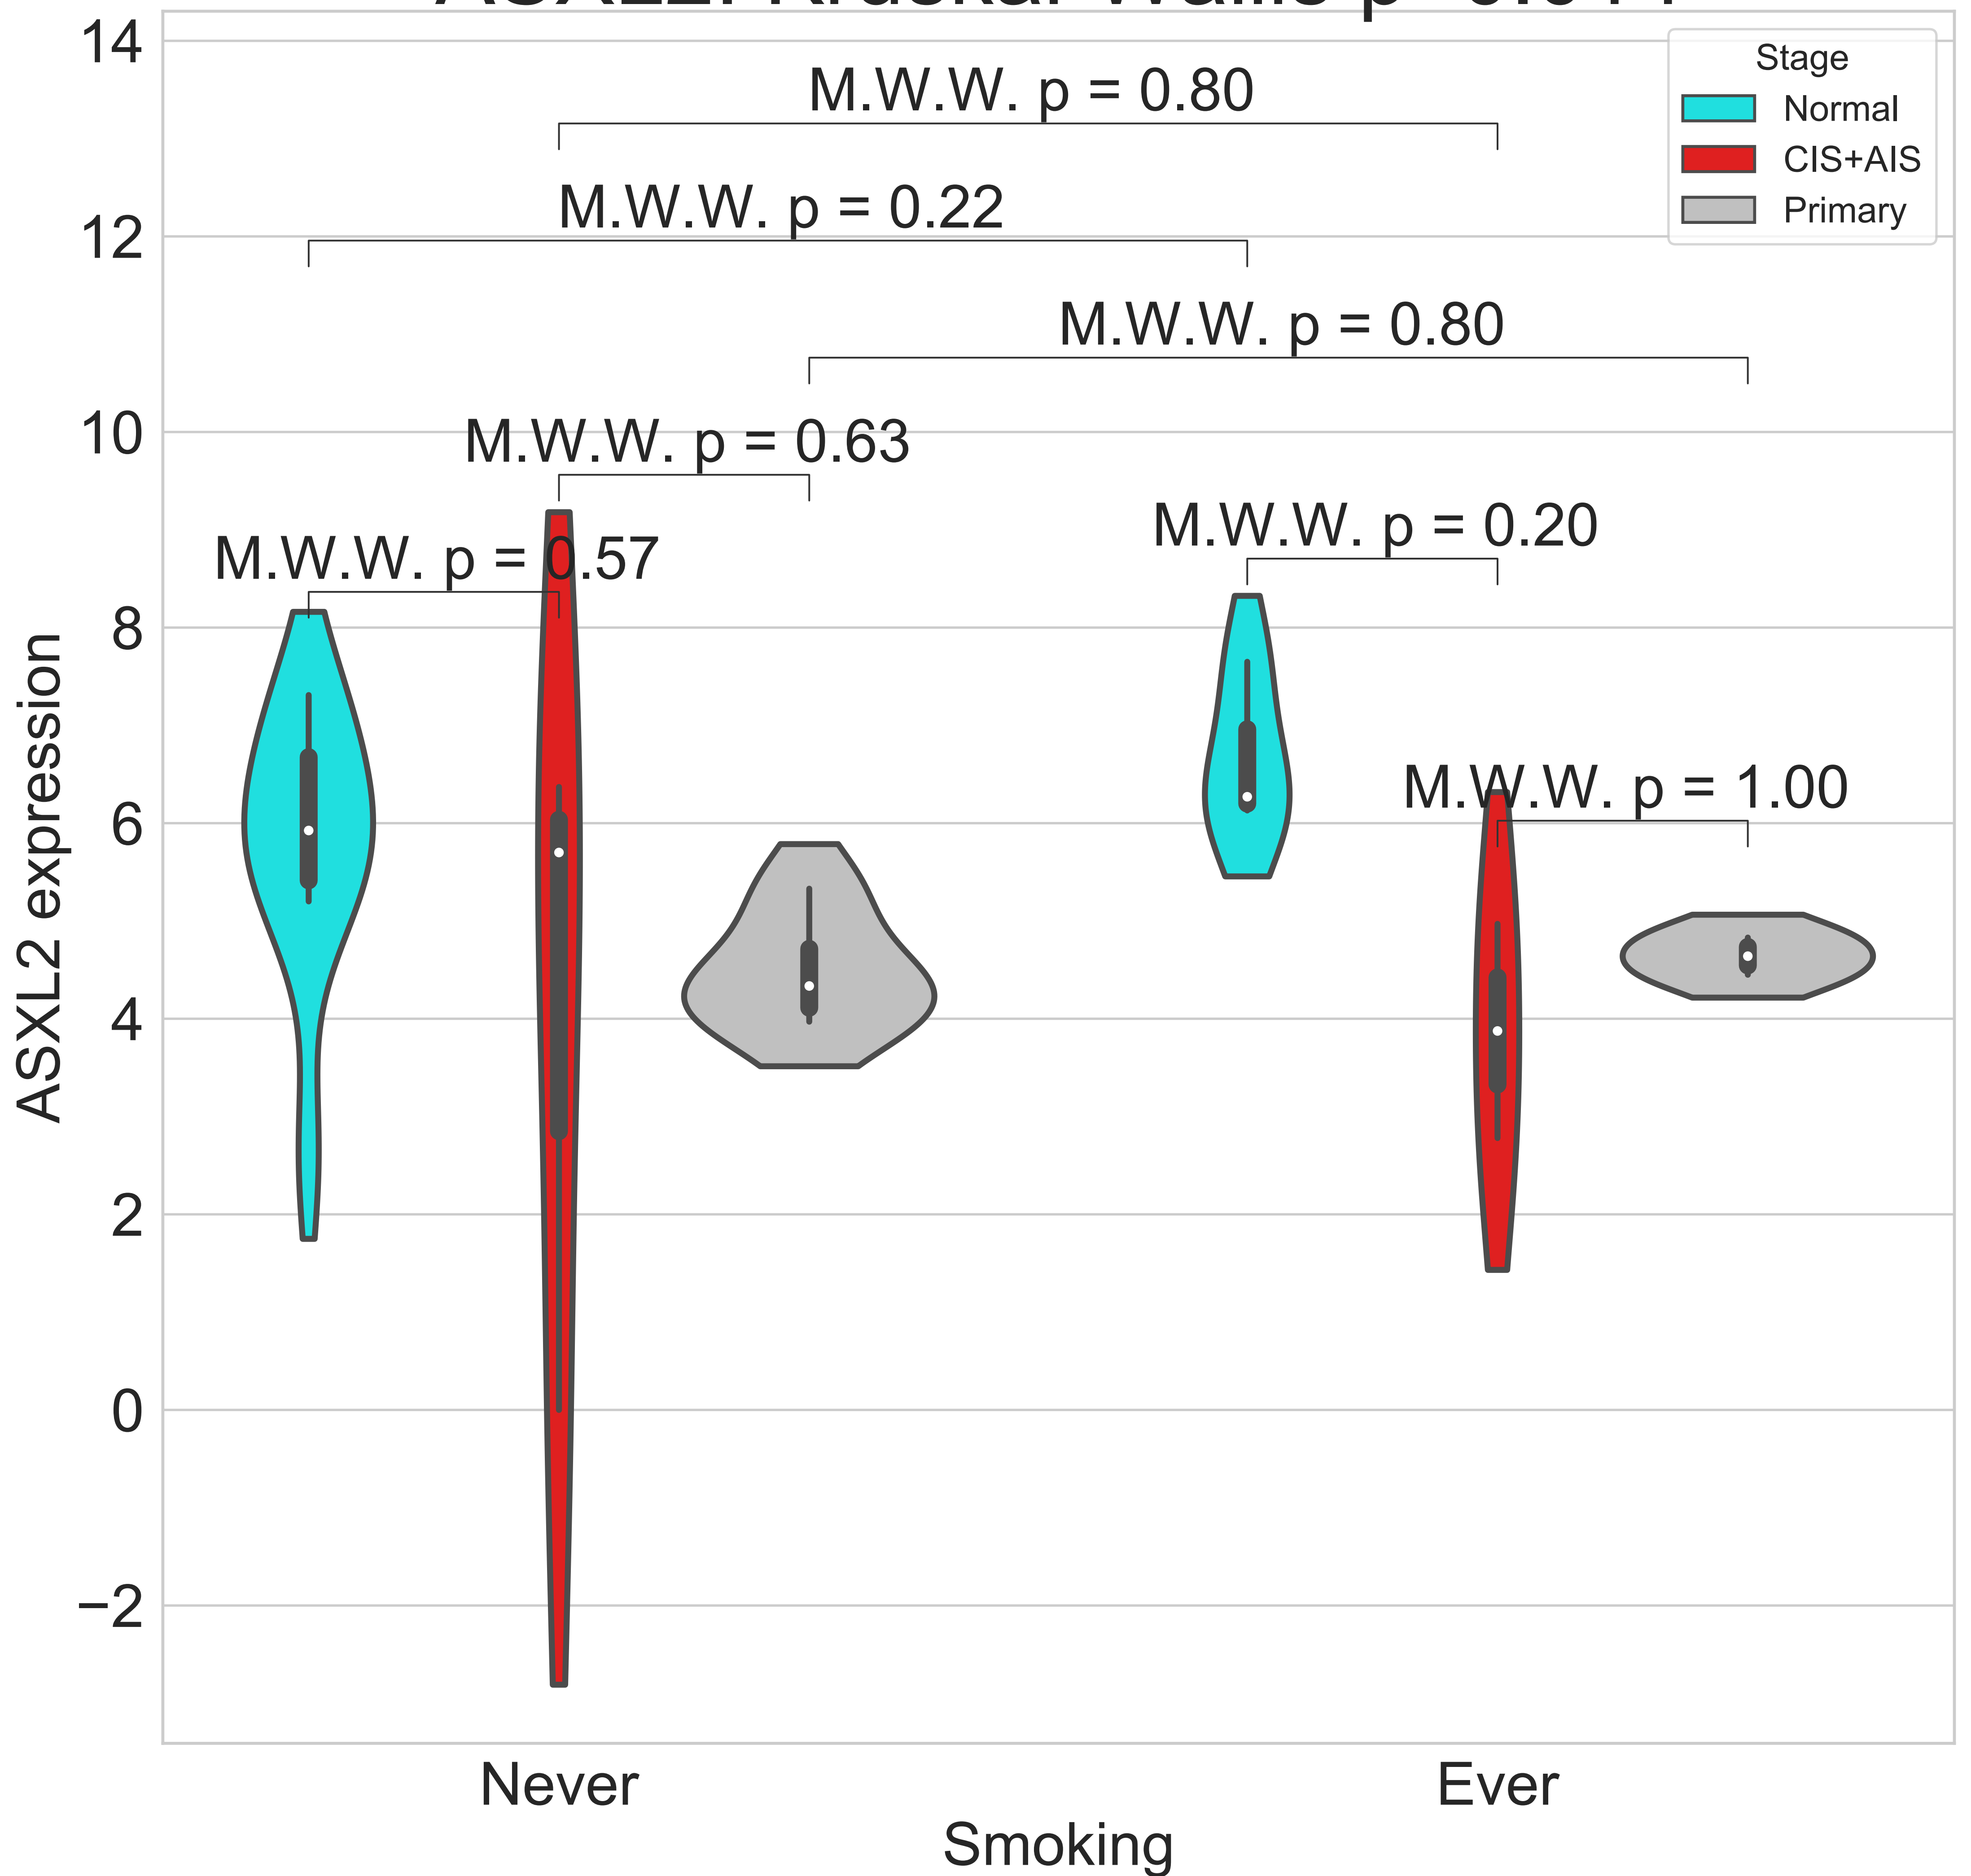 14
12
10
8
6
4
2
0
−2
ASXL2 expression
M.W.W. p = 0.80
M.W.W. p = 0.22
M.W.W. p = 0.80
M.W.W. p = 0.63
M.W.W. p = 0.57
M.W.W. p = 0.20
M.W.W. p = 1.00
Stage
Normal
CIS+AIS
Primary
Never
Ever
Smoking